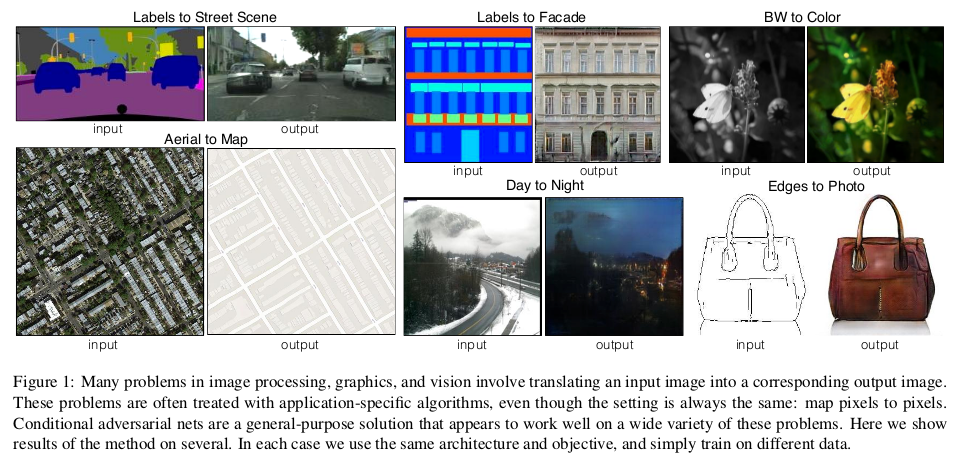 Labels to Street Scene
input
output
Aerial to Map
input
output
Labels to Facade
input
output
BW to Color
input
output
Day to Night
input
output
Edges to Photo
input
output
Figure 1: Many problems in image processing, graphics, and vision involve translating an input image into a corresponding output image.
These problems are often treated with application-specific algorithms, even though the setting is always the same: map pixels to pixels.
Conditional adversarial nets are a general-purpose solution that appears to work well on a wide variety of these problems. Here we show
results of the method on several. In each case we use the same architecture and objective, and simply train on different data.